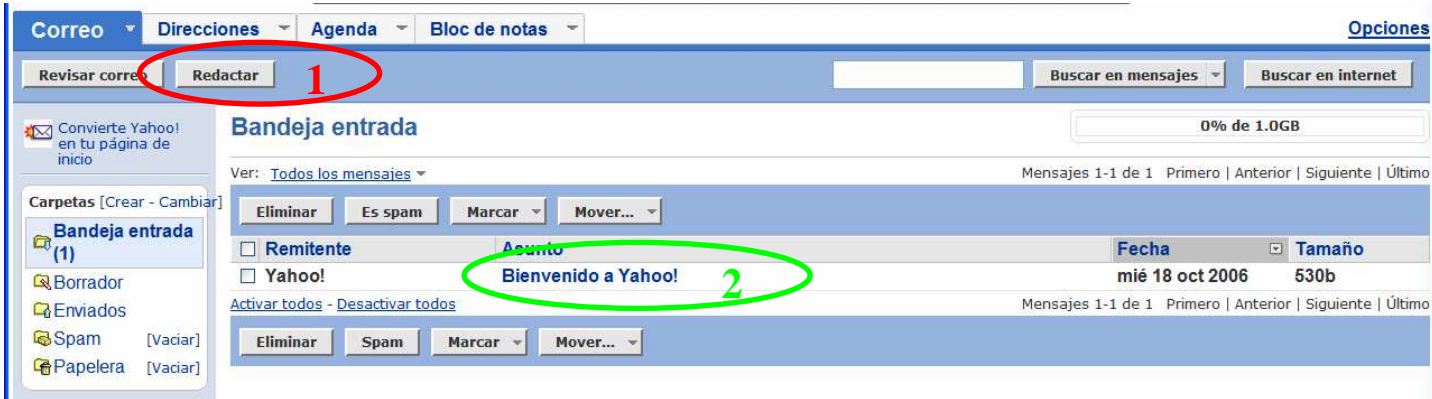 Correo Direcciones Agenda Bloc de notas Opciones
Revisar correo Redactar 1 Buscar en mensajes Buscar en internet
Convierte Yahoo!
en tu página de
inicio
Bandeja entrada 0% de 1.0GB
Ver: Todos los mensajes Mensajes 1-1 de 1 Primero | Anterior | Siguiente | Último
Carpetas [Crear - Cambiar]
Eliminar Es spam Marcar Mover...
Bandeja entrada
(1)
Remitente Asunto Fecha Tamaño
Yahoo! Bienvenido a Yahoo! 2 mié 18 oct 2006 530b
Borrador
Activar todos - Desactivar todos Mensajes 1-1 de 1 Primero | Anterior | Siguiente | Último
Enviados
Spam [Vaciar]
Eliminar Spam Marcar Mover...
Papelera [Vaciar]